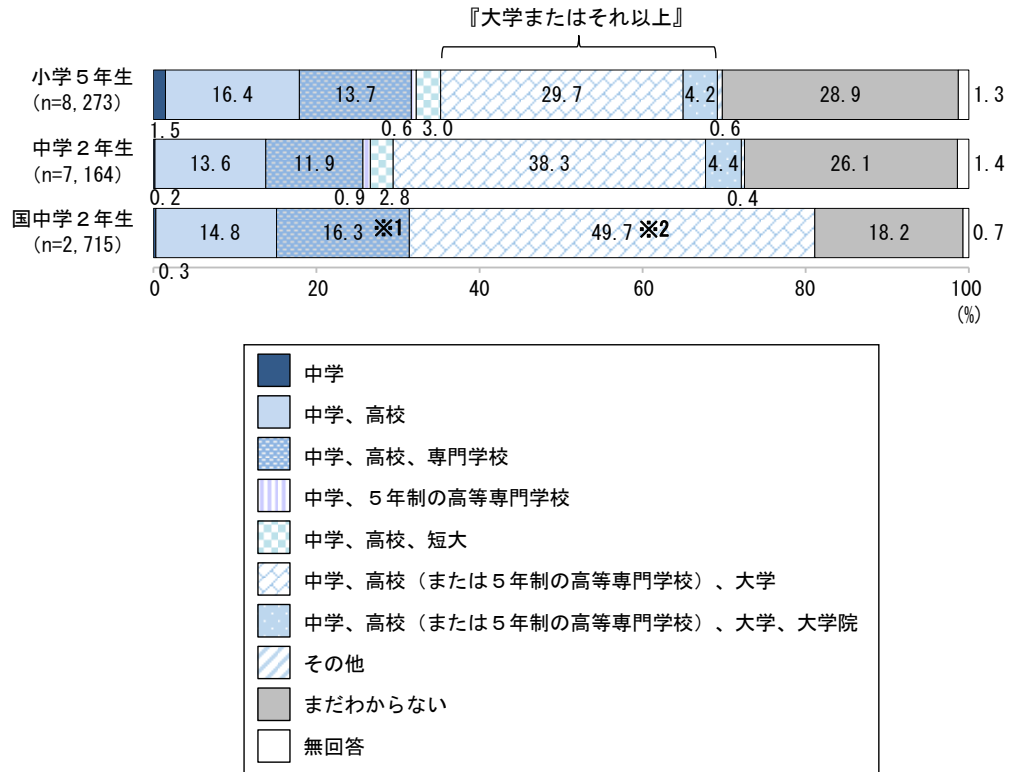 『大学またはそれ以上』
小学５年生
(n=8,273)
16.4 13.7 29.7 4.2 28.9 1.3
1.5 0.6 3.0 0.6
中学２年生
(n=7,164)
13.6 11.9 38.3 4.4 26.1 1.4
0.2 0.9 2.8 0.4
国中学２年生
(n=2,715)
14.8 16.3 ※1 49.7 ※2 18.2 0.7
0.3
0 20 40 60 80 100
(%)
中学
中学、高校
中学、高校、専門学校
中学、５年制の高等専門学校
中学、高校、短大
中学、高校（または５年制の高等専門学校）、大学
中学、高校（または５年制の高等専門学校）、大学、大学院
その他
まだわからない
無回答